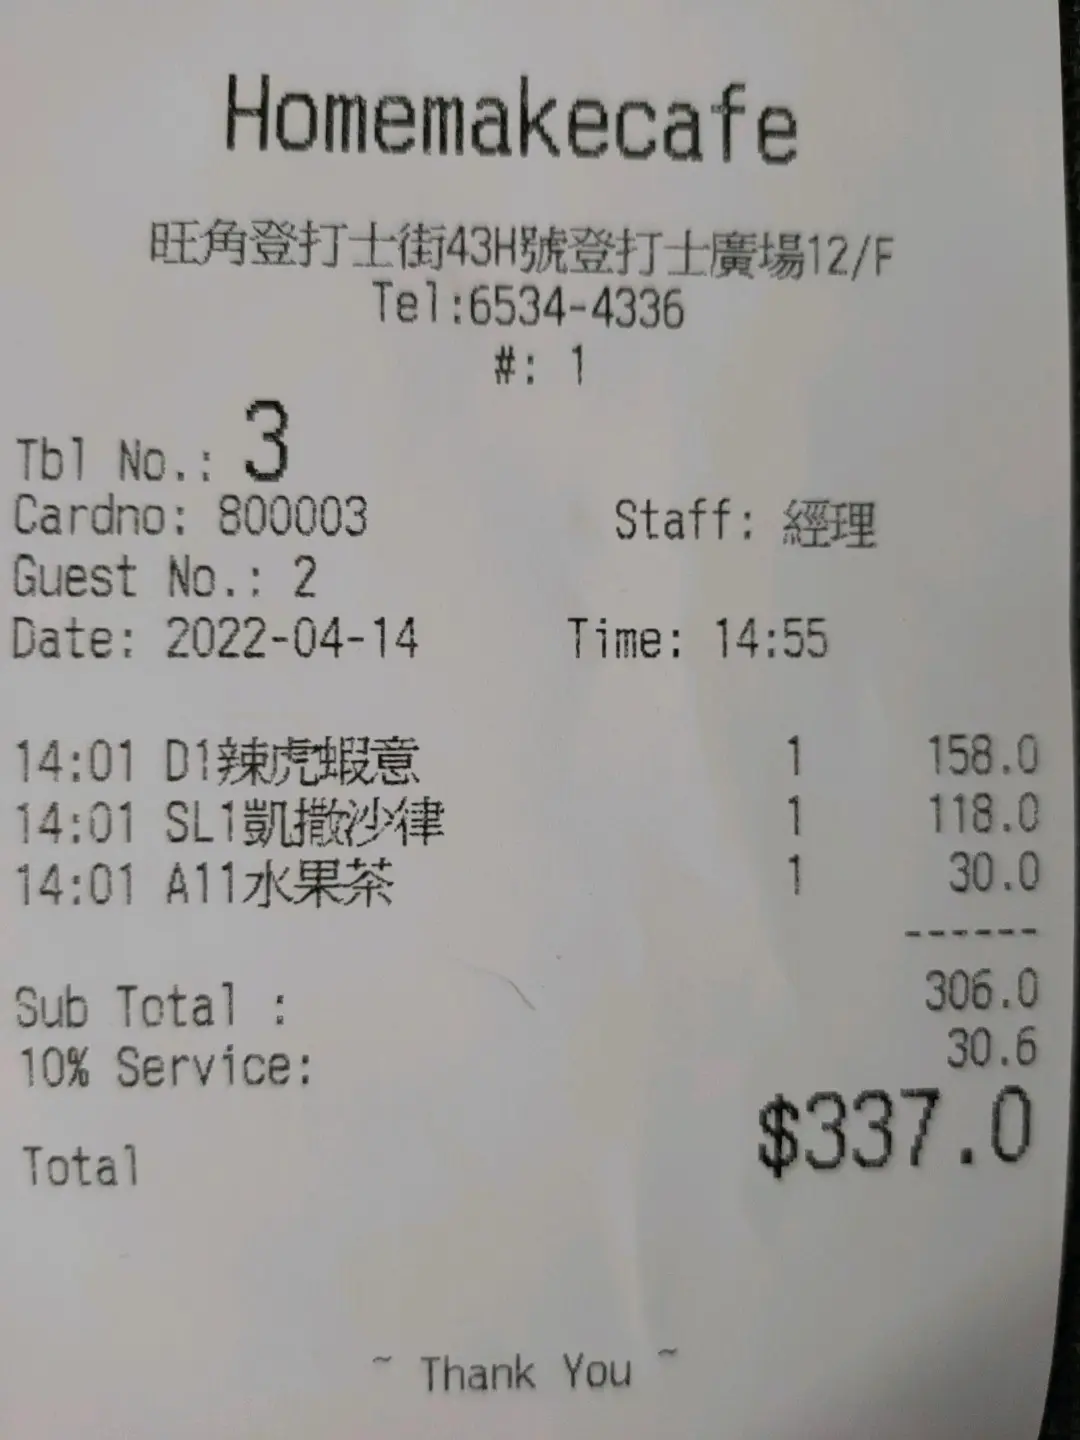 Homemakecafe
旺角登打士街43H號登打士廣場12/F
Tel:6534-4336
#: 1
Tbl No.: 3
Cardno: 800003 Staff: 經理
Guest No.: 2
Date: 2022-04-14 Time: 14:55
14:01 D1辣虎蝦意 1 158.0
14:01 SL1凱撒沙律 1 118.0
14:01 A11水果茶 1 30.0
------
Sub Total : 306.0
10% Service: 30.6
Total $337.0
~ Thank You ~